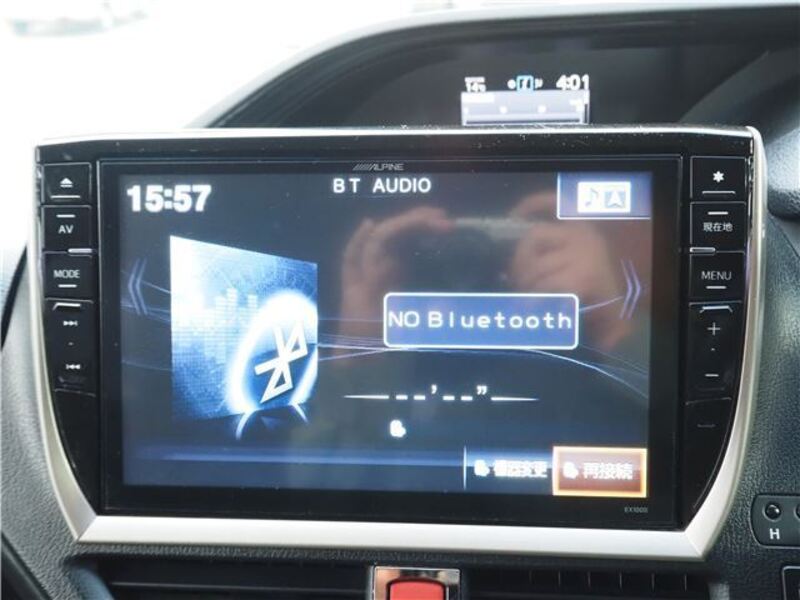 4:01
ALPINE
15:57
BT AUDIO
AV
現在地
MODE
MENU
NO Bluetooth
--'--"
機器変更
再接続
EX1000
H